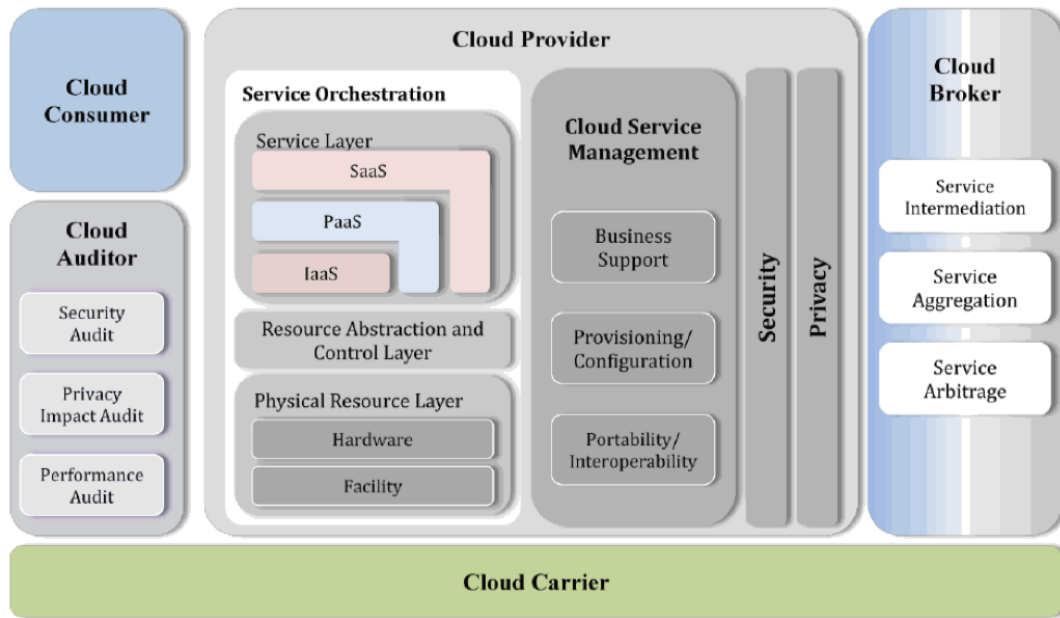 Cloud
Consumer
Cloud
Auditor
Security
Audit
Privacy
Impact Audit
Performance
Audit
Cloud Provider
Service Orchestration
Service Layer
SaaS
PaaS
IaaS
Resource Abstraction and
Control Layer
Physical Resource Layer
Hardware
Facility
Cloud Service
Management
Business
Support
Provisioning/
Configuration
Portability/
Interoperability
Security
Privacy
Cloud
Broker
Service
Intermediation
Service
Aggregation
Service
Arbitrage
Cloud Carrier